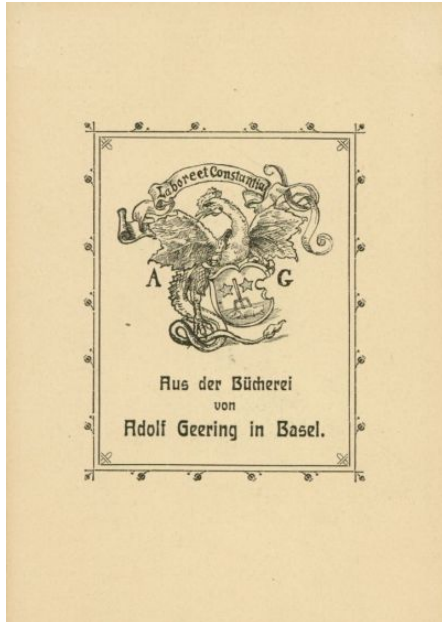 Labore et Constantia
A G
Aus der Bücherei
von
Adolf Geering in Basel.